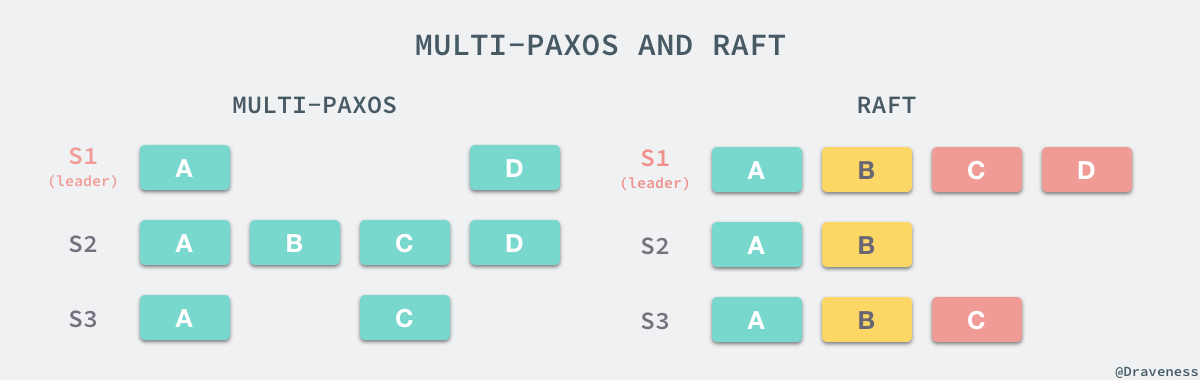 MULTI-PAXOS AND RAFT
MULTI-PAXOS
S1
(leader)
A D
S2 A B C D
S3 A C
RAFT
S1
(leader)
A B C D
S2 A B
S3 A B C
@Draveness